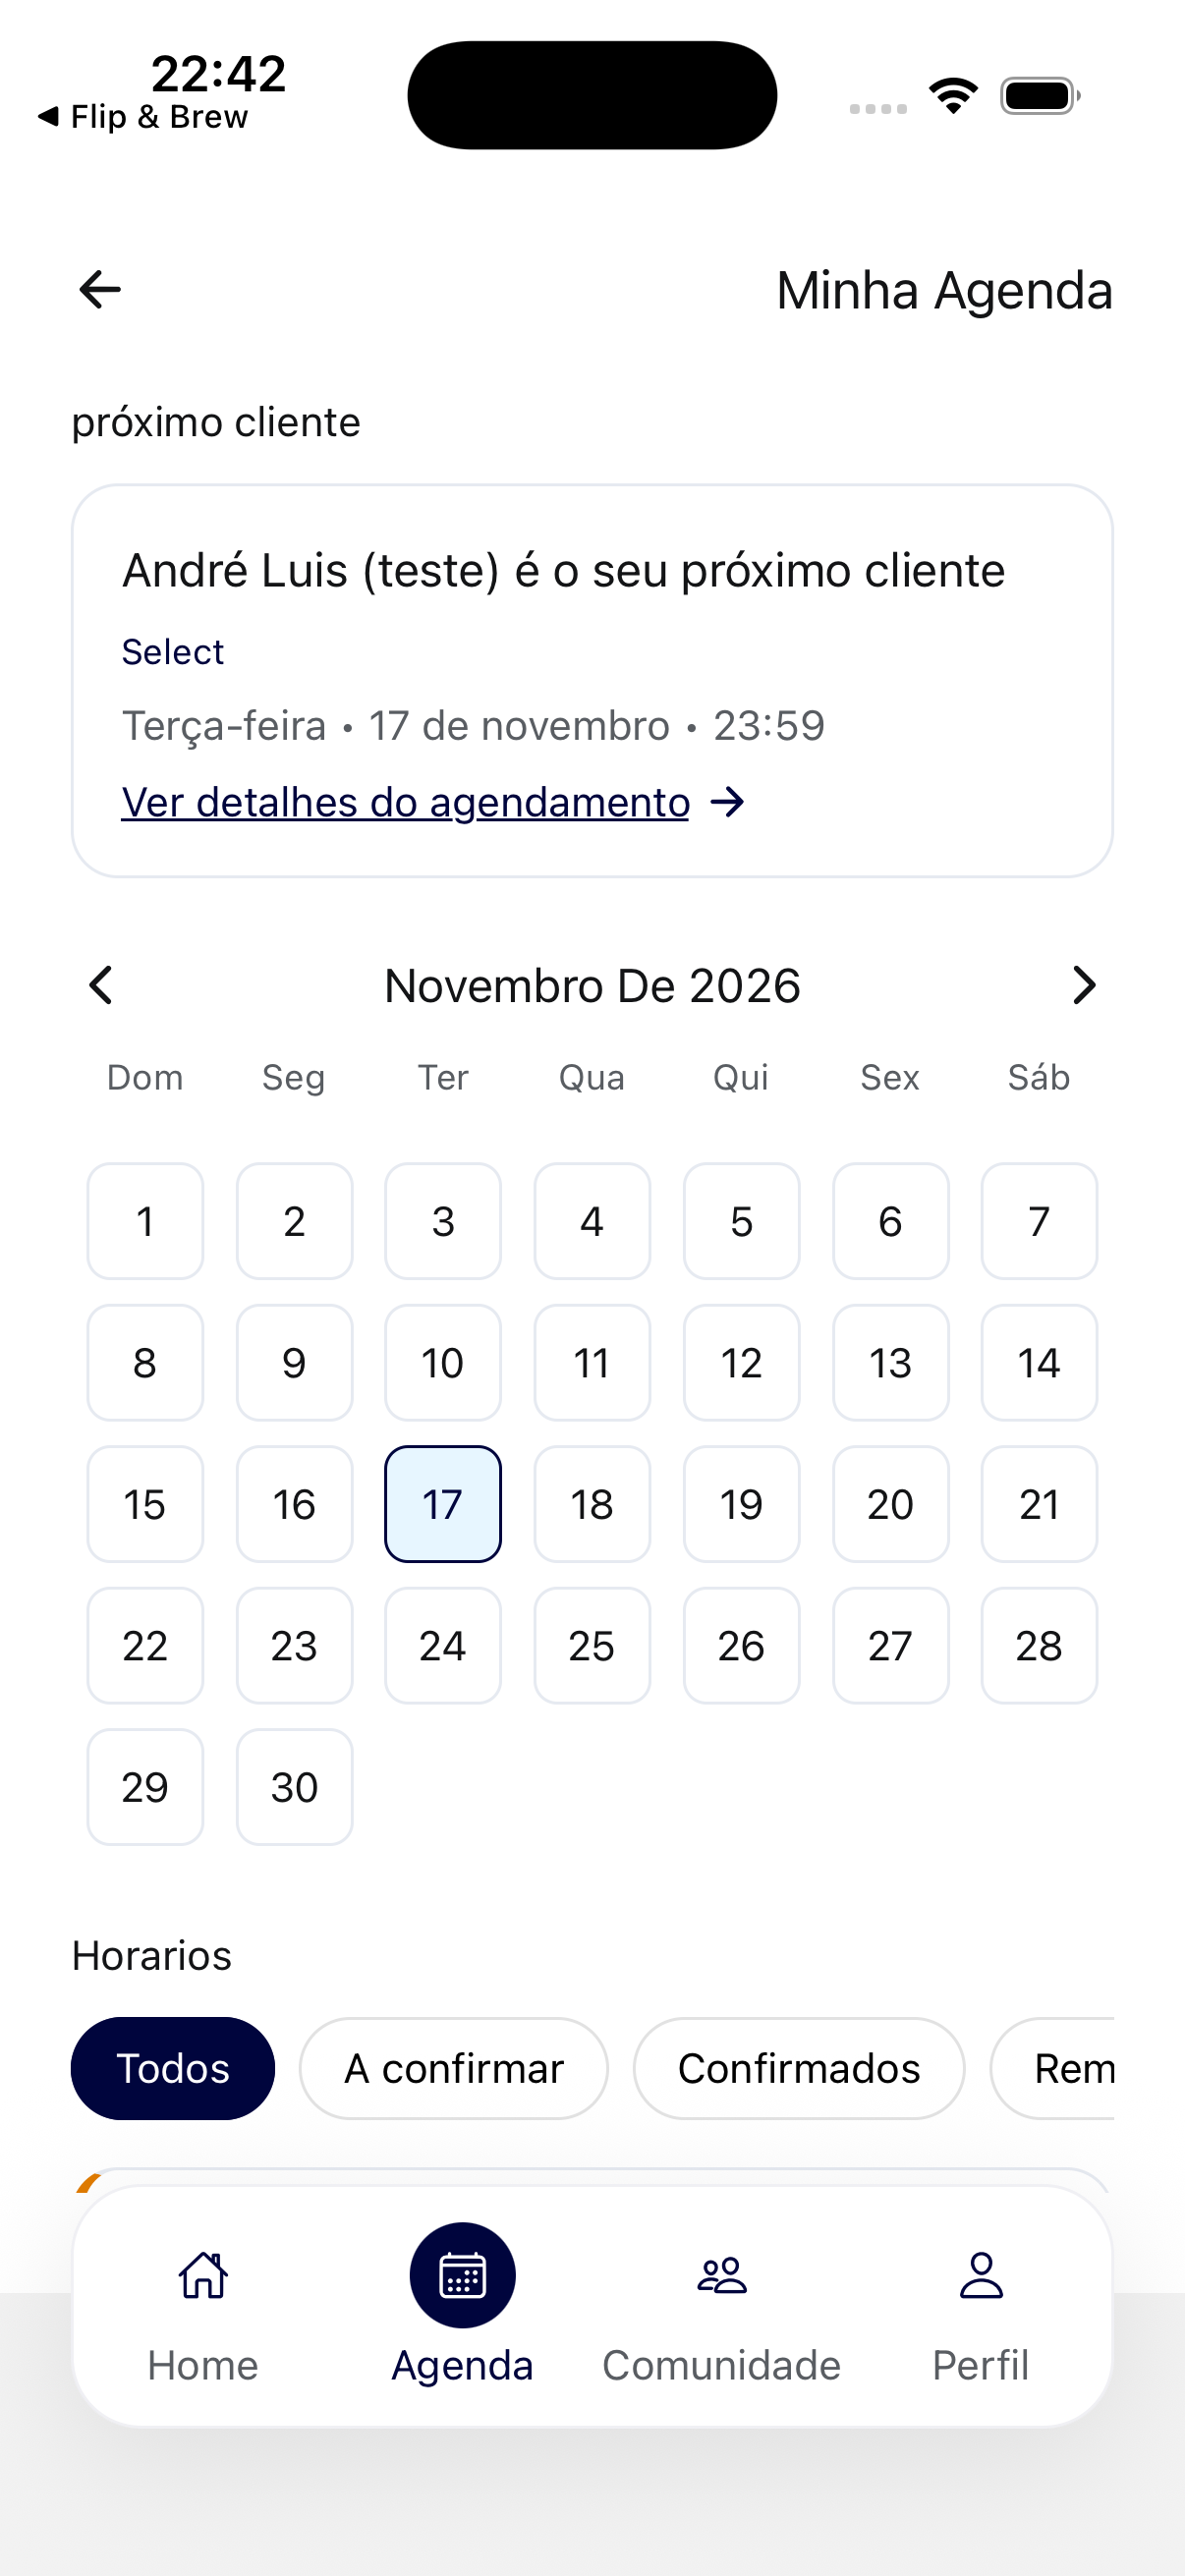 22:42
Flip & Brew
Minha Agenda
próximo cliente
André Luis (teste) é o seu próximo cliente
Select
Terça-feira • 17 de novembro • 23:59
Ver detalhes do agendamento
Novembro De 2026
Dom Seg Ter Qua Qui Sex Sáb
1 2 3 4 5 6 7
8 9 10 11 12 13 14
15 16 17 18 19 20 21
22 23 24 25 26 27 28
29 30
Horarios
Todos A confirmar Confirmados Rem
Home Agenda Comunidade Perfil